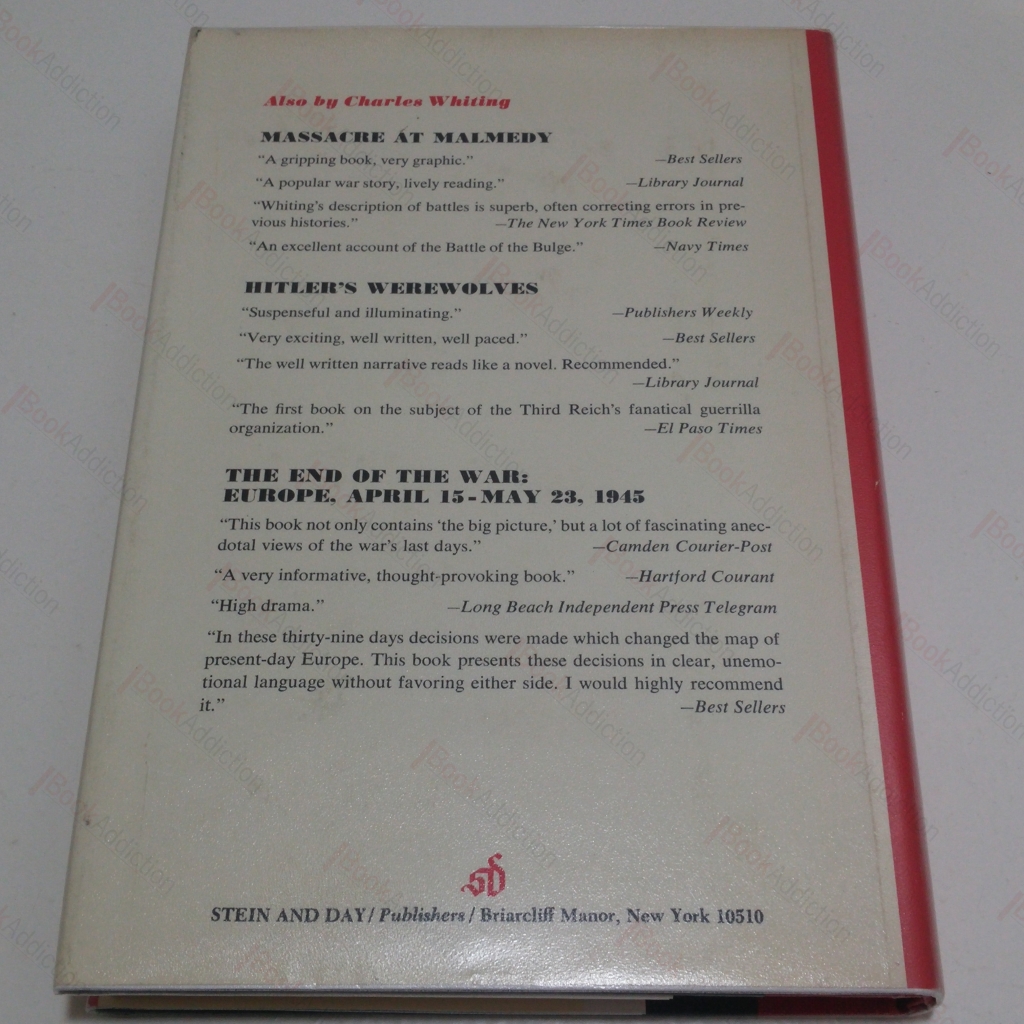 Also by Charles Whiting
MASSACRE AT MALMEDY
“A gripping book, very graphic.” —Best Sellers
“A popular war story, lively reading.” —Library Journal
“Whiting’s description of battles is superb, often correcting errors in pre-
vious histories.” —The New York Times Book Review
“An excellent account of the Battle of the Bulge.” —Navy Times
HITLER’S WEREWOLVES
“Suspenseful and illuminating.” —Publishers Weekly
“Very exciting, well written, well paced.” —Best Sellers
“The well written narrative reads like a novel. Recommended.”
—Library Journal
“The first book on the subject of the Third Reich’s fanatical guerrilla
organization.” —El Paso Times
THE END OF THE WAR:
EUROPE, APRIL 15-MAY 23, 1945
“This book not only contains ‘the big picture,’ but a lot of fascinating anec-
dotal views of the war’s last days.” —Camden Courier-Post
“A very informative, thought-provoking book.” —Hartford Courant
“High drama.” —Long Beach Independent Press Telegram
“In these thirty-nine days decisions were made which changed the map of
present-day Europe. This book presents these decisions in clear, unemo-
tional language without favoring either side. I would highly recommend
it.” —Best Sellers
sd
STEIN AND DAY/Publishers/Briarcliff Manor, New York 10510
BookAddiction